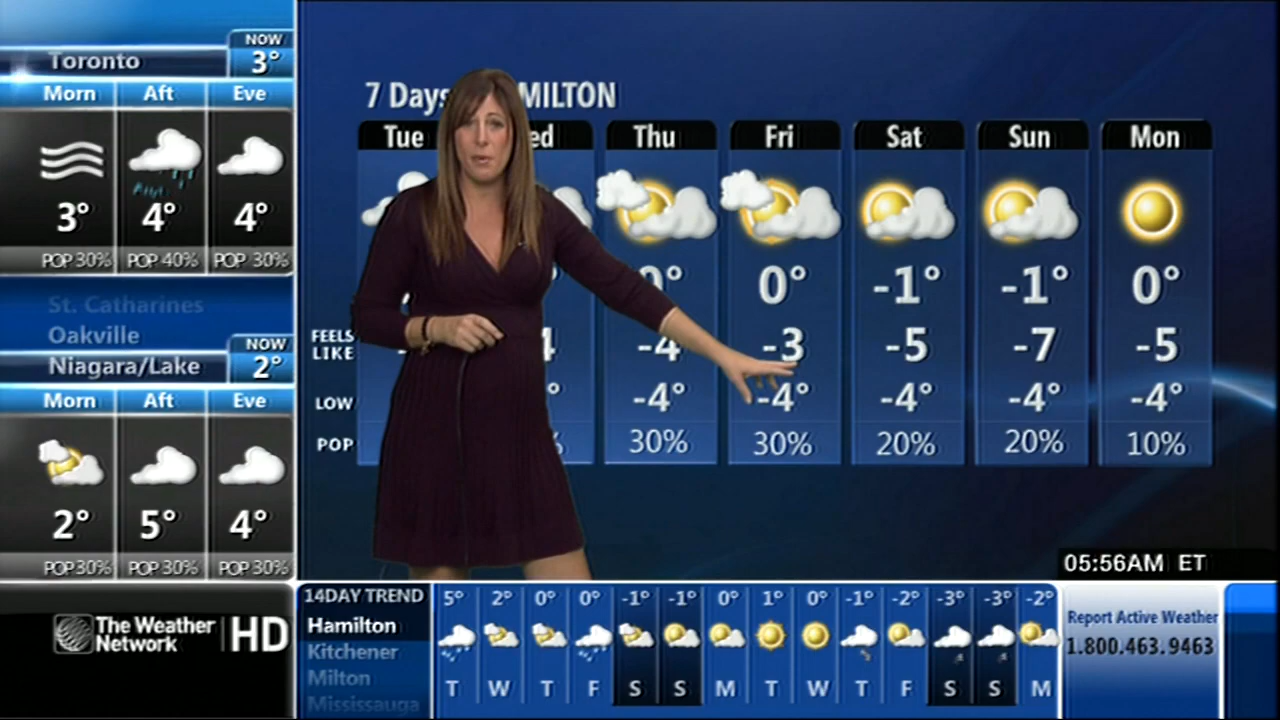 Toronto
NOW
3°
Morn Aft Eve
3° 4° 4°
POP 30% POP 40% POP 30%
St. Catharines
Oakville
Niagara/Lake
NOW
2°
Morn Aft Eve
2° 5° 4°
POP 30% POP 30% POP 30%
The Weather
Network
HD
7 Days MILTON
Tue ed Thu Fri Sat Sun Mon
0° 0° -1° -1° 0°
FEELS
LIKE
4 -4 -3 -5 -7 -5
LOW -4° -4° -4° -4° -4°
POP % 30% 30% 20% 20% 10%
05:56AM ET
14DAY TREND
Hamilton
Kitchener
Milton
Mississauga
5° 2° 0° 0° -1° -1° 0° 1° 0° -1° -2° -3° -3° -2°
T W T F S S M T W T F S S M
Report Active Weather
1.800.463.9463